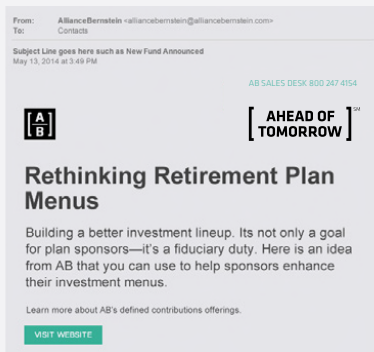 From: AllianceBernstein <alliancebernstein@alliancebernstein.com>
To: Contacts
Subject Line goes here such as New Fund Announced
May 13, 2014 at 3:49 PM
AB SALES DESK 800 247 4154
[A
B]
[AHEAD OF
TOMORROW] SM
Rethinking Retirement Plan
Menus
Building a better investment lineup. Its not only a goal
for plan sponsors—it's a fiduciary duty. Here is an idea
from AB that you can use to help sponsors enhance
their investment menus.
Learn more about AB's defined contributions offerings.
VISIT WEBSITE